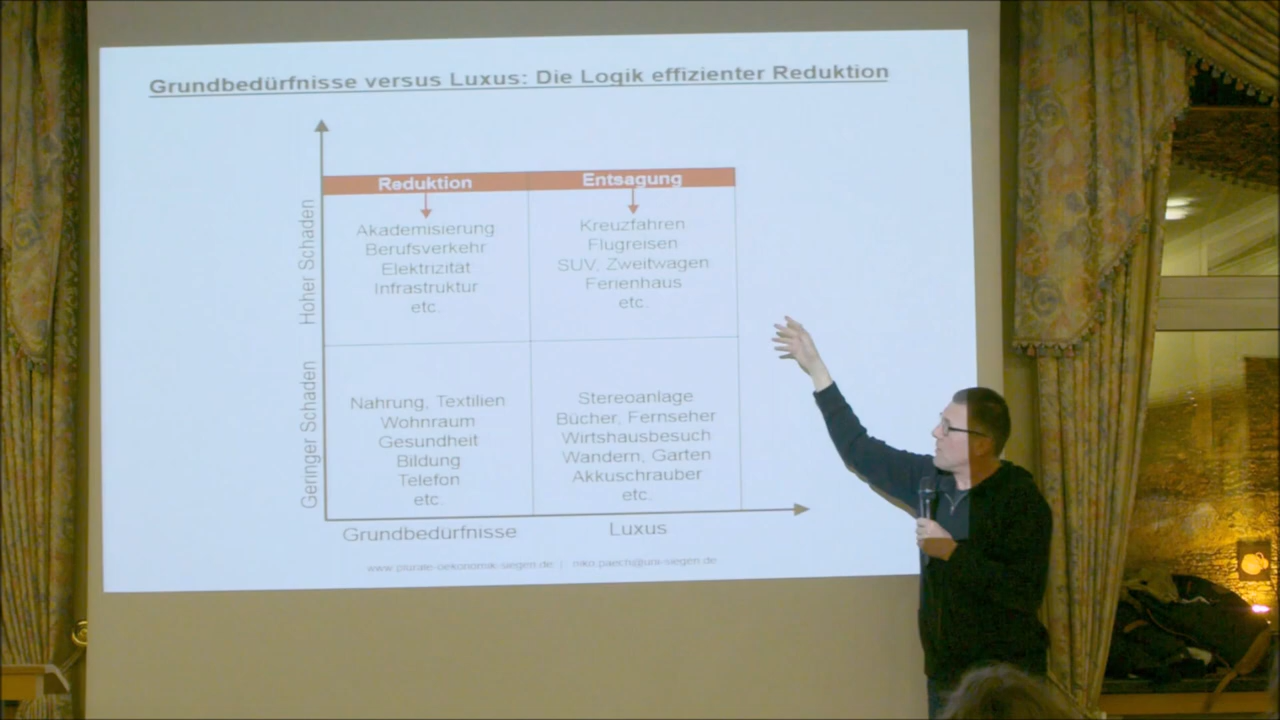 Grundbedürfnisse versus Luxus: Die Logik effizienter Reduktion
Hoher Schaden
Geringer Schaden
Reduktion
Akademisierung
Berufsverkehr
Elektrizität
Infrastruktur
etc.
Entsagung
Kreuzfahren
Flugreisen
SUV, Zweitwagen
Ferienhaus
etc.
Nahrung, Textilien
Wohnraum
Gesundheit
Bildung
Telefon
etc.
Stereoanlage
Bücher, Fernseher
Wirtshausbesuch
Wandern, Garten
Akkuschrauber
etc.
Grundbedürfnisse
Luxus
www.plurale-oekonomik-siegen.de | niko.paech@uni-siegen.de